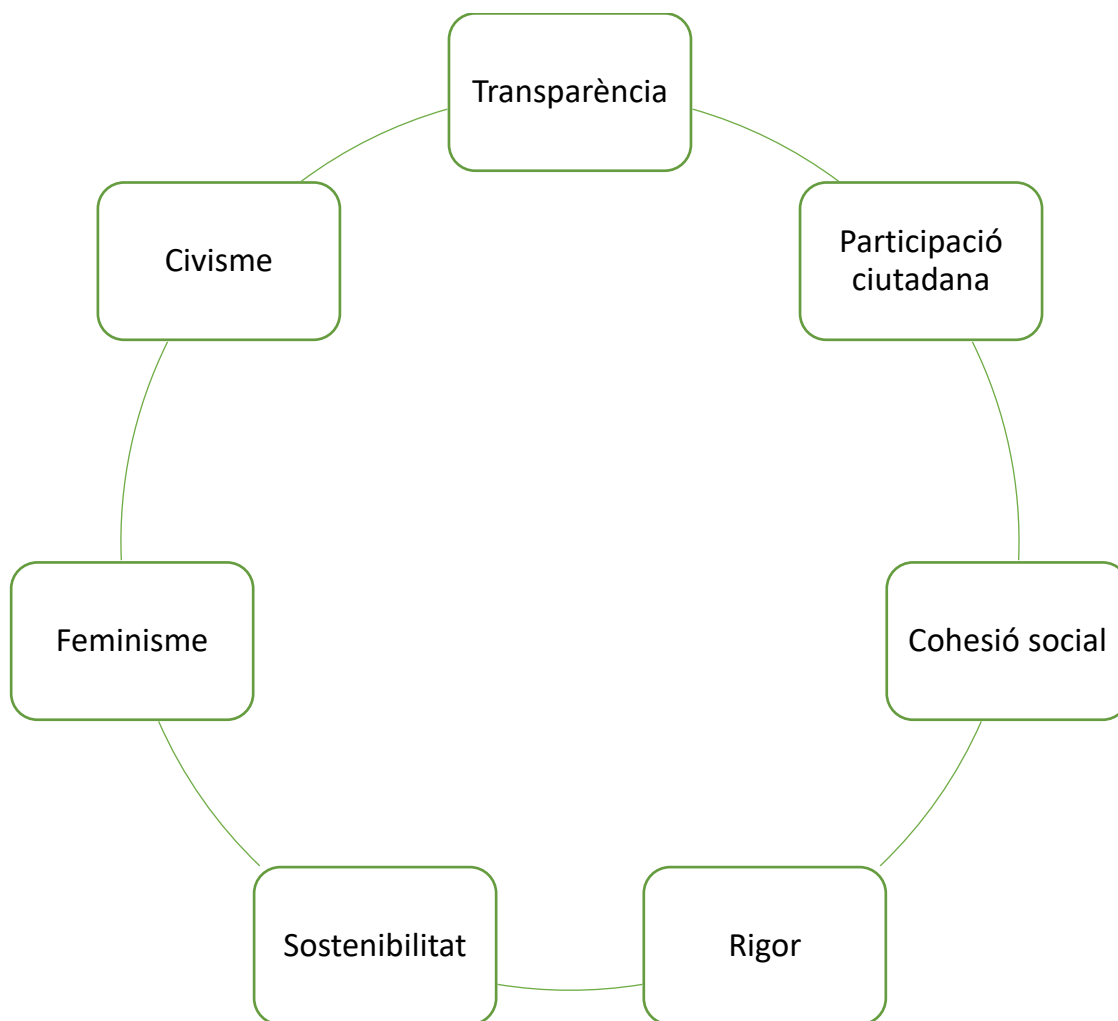 Transparència
Participació
ciutadana
Cohesió social
Rigor
Sostenibilitat
Feminisme
Civisme